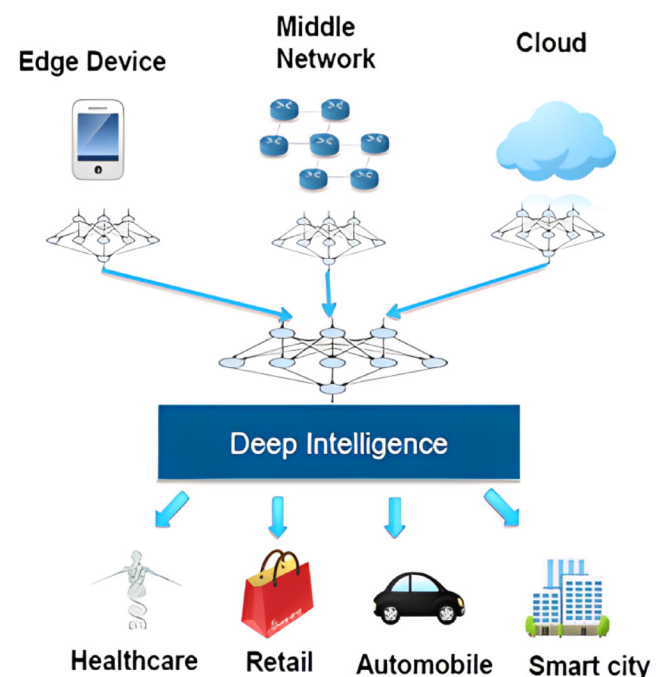 Edge Device
Middle
Network
Cloud
Deep Intelligence
Healthcare
Retail
Automobile
Smart city